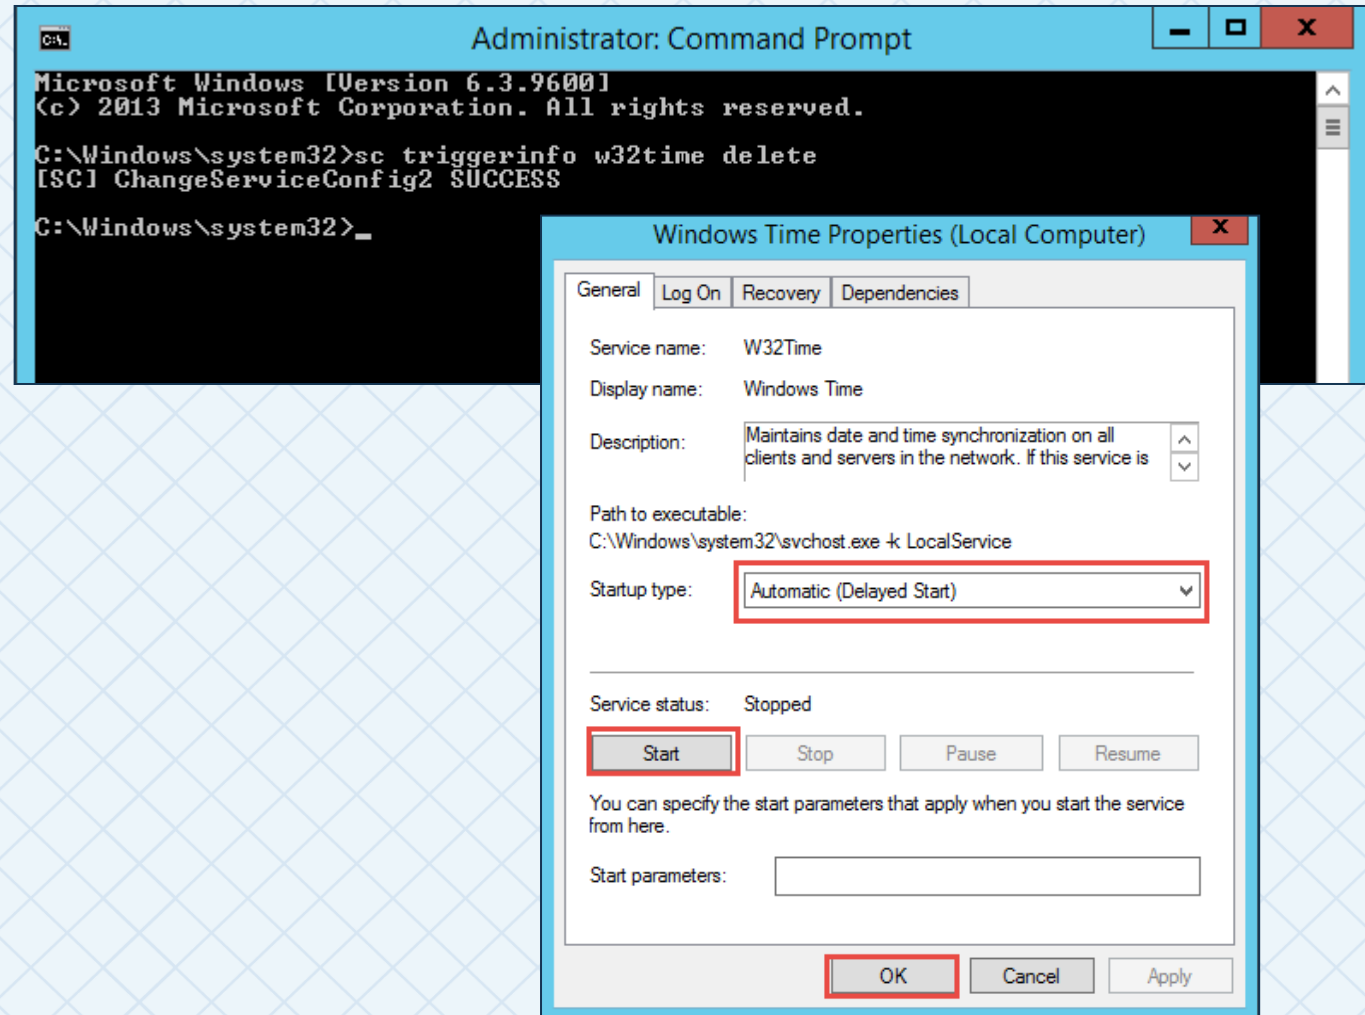 Administrator: Command Prompt
Microsoft Windows [Version 6.3.9600]
(c) 2013 Microsoft Corporation. All rights reserved.
C:\Windows\system32>sc triggerinfo w32time delete
[SC] ChangeServiceConfig2 SUCCESS
C:\Windows\system32>_
Windows Time Properties (Local Computer)
General Log On Recovery Dependencies
Service name: W32Time
Display name: Windows Time
Description: Maintains date and time synchronization on all
clients and servers in the network. If this service is
Path to executable:
C:\Windows\system32\svchost.exe -k LocalService
Startup type: Automatic (Delayed Start)
Service status: Stopped
Start Stop Pause Resume
You can specify the start parameters that apply when you start the service
from here.
Start parameters:
OK Cancel Apply